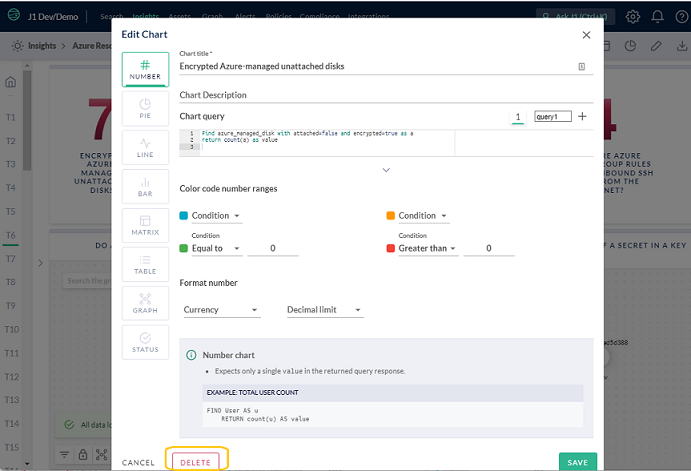 J1 Dev/Demo
Search Insights Assets Graph Alerts Policies Compliance Integrations
Ask J1 (Ctrl+K)
Insights > Azure Reso
T1
T2
T3
T4
T5
T6
T7
T8
T9
T10
T11
T12
T13
T14
T15
7
4
ENCRY
MANAG
DISKS
RE AZURE
GROUP RULES
BOUND SSH
FROM THE
NET?
DO A
F A SECRET IN A KEY
Search the gra
ad5d388
All data lo
Edit Chart
NUMBER
PIE
LINE
BAR
MATRIX
TABLE
GRAPH
STATUS
Chart title *
Encrypted Azure-managed unattached disks
Chart Description
Chart query
1
query1
1 Find azure_managed_disk with attached=false and encrypted=true as a
2 return count(a) as value
3
Color code number ranges
Condition
Condition
Condition
Equal to
0
Condition
Greater than
0
Format number
Currency
Decimal limit
Number chart
• Expects only a single value in the returned query response.
EXAMPLE: TOTAL USER COUNT
FIND User AS u
RETURN count(u) AS value
CANCEL
DELETE
SAVE